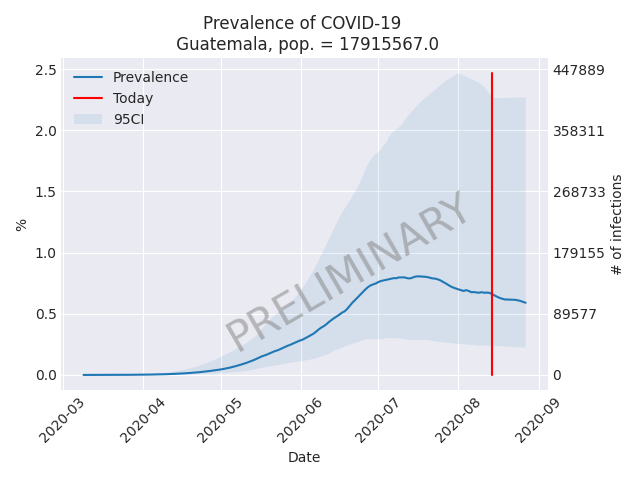 Prevalence of COVID-19
Guatemala, pop. = 17915567.0
2.5
2.0
1.5
1.0
0.5
0.0
%
Prevalence
Today
95CI
PRELIMINARY
447889
358311
268733
179155
89577
0
# of infections
2020-03
2020-04
2020-05
2020-06
2020-07
2020-08
2020-09
Date